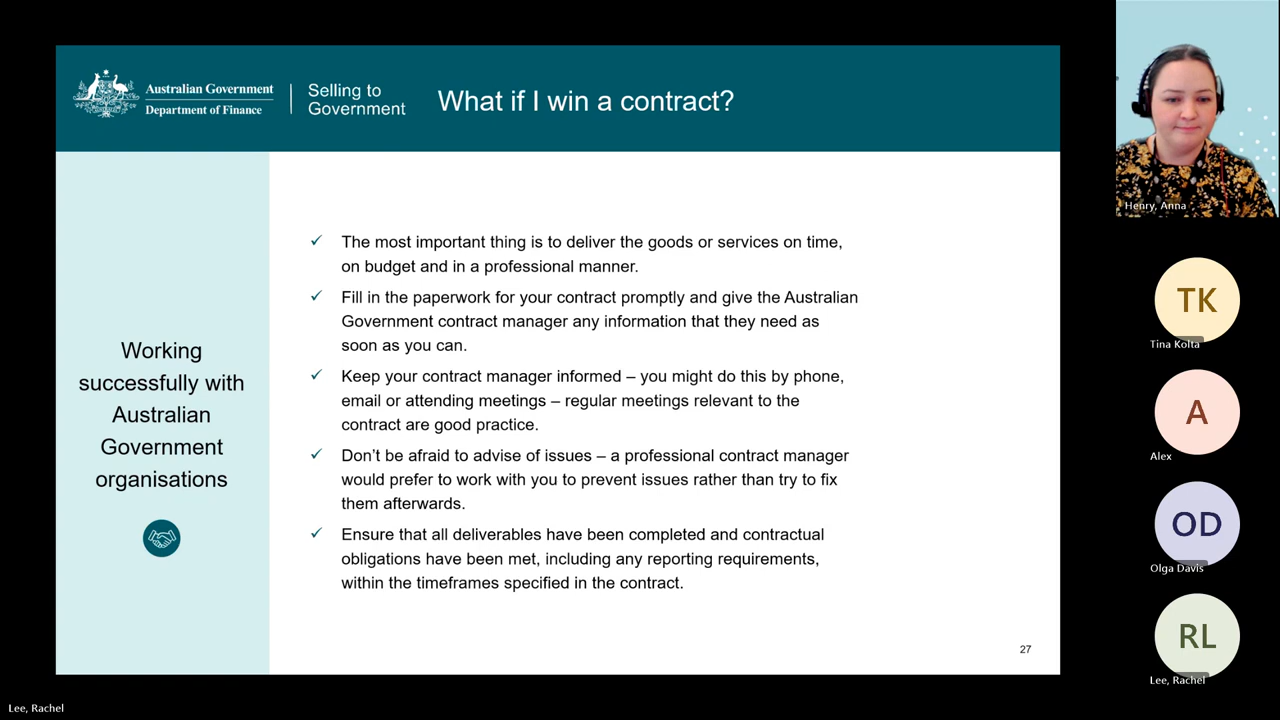 Australian Government
Department of Finance
Selling to
Government
What if I win a contract?
Working
successfully with
Australian
Government
organisations
✓ The most important thing is to deliver the goods or services on time,
on budget and in a professional manner.
✓ Fill in the paperwork for your contract promptly and give the Australian
Government contract manager any information that they need as
soon as you can.
✓ Keep your contract manager informed – you might do this by phone,
email or attending meetings – regular meetings relevant to the
contract are good practice.
✓ Don’t be afraid to advise of issues – a professional contract manager
would prefer to work with you to prevent issues rather than try to fix
them afterwards.
✓ Ensure that all deliverables have been completed and contractual
obligations have been met, including any reporting requirements,
within the timeframes specified in the contract.
27
Henry, Anna
TK
Tina Kolta
A
Alex
OD
Olga Davis
RL
Lee, Rachel
Lee, Rachel